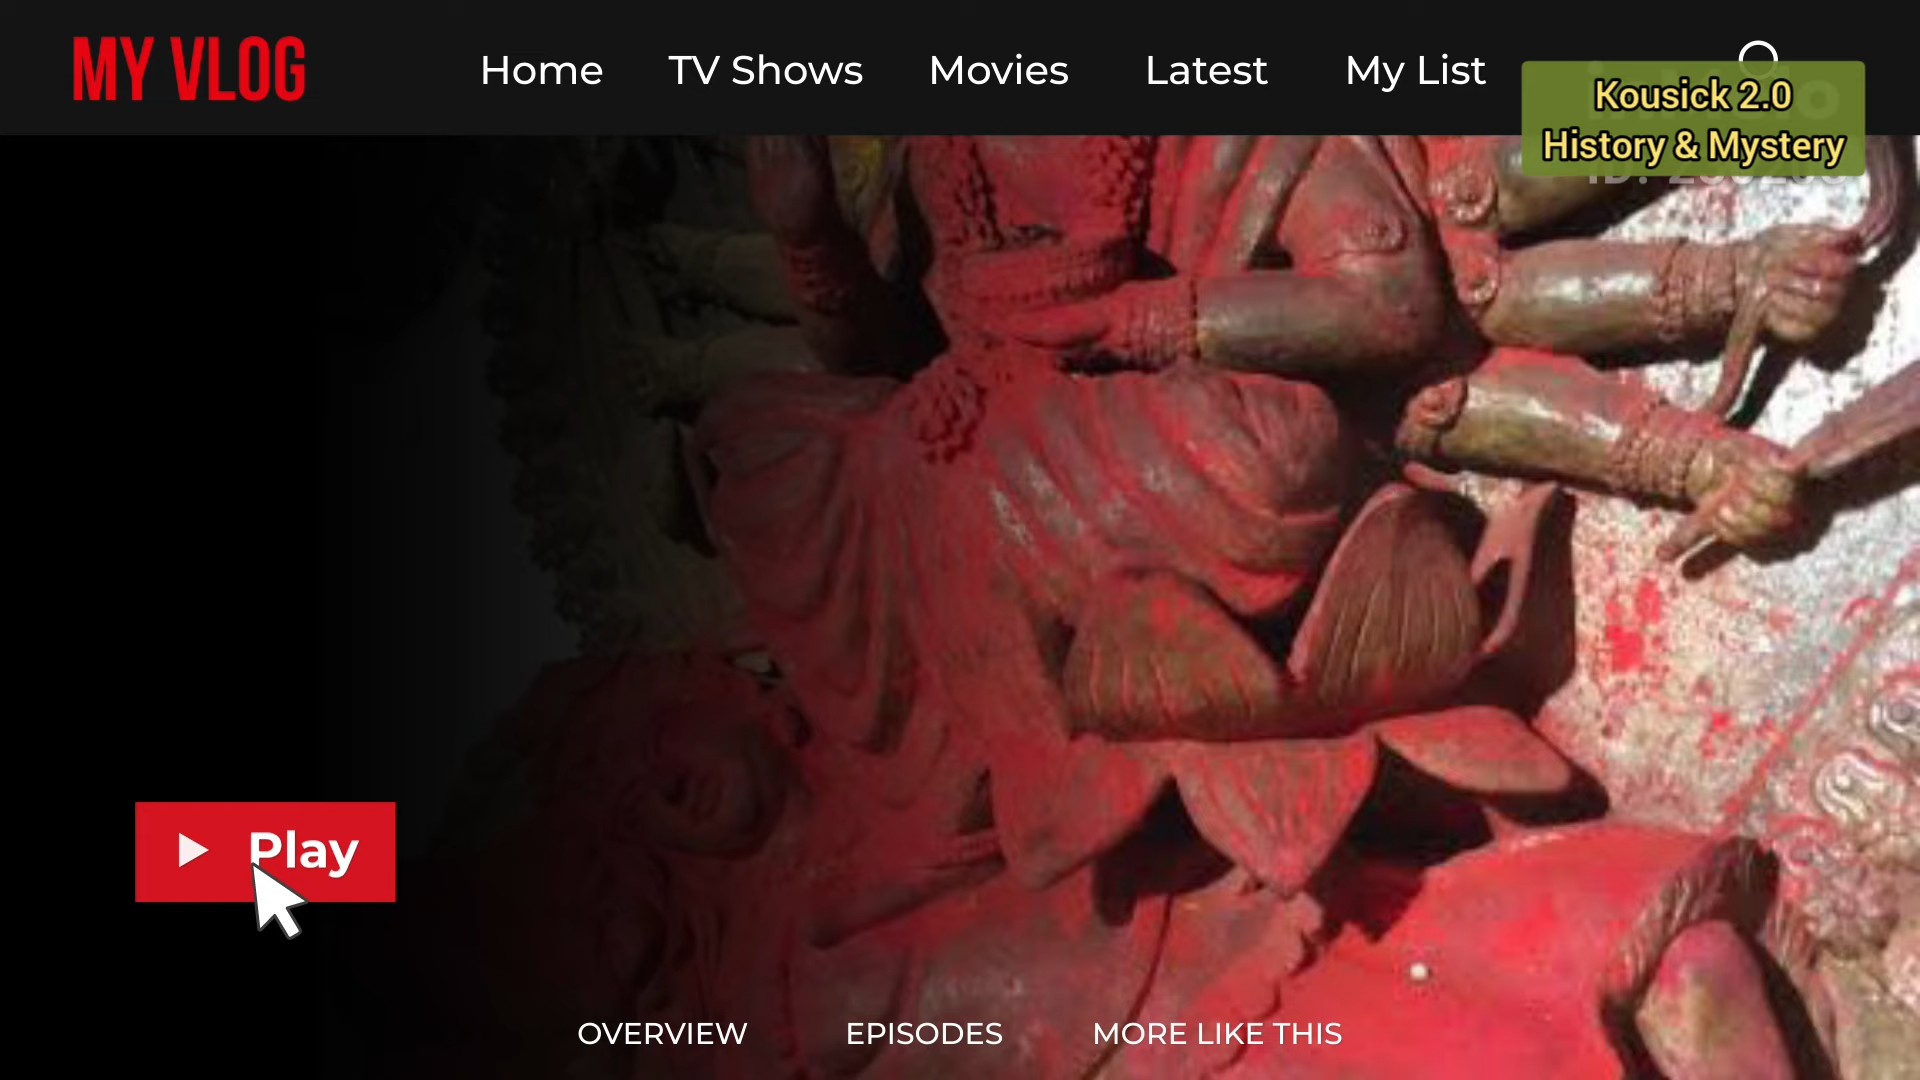 MY VLOG
Home
TV Shows
Movies
Latest
My List
Kousick 2.0
History & Mystery
Play
OVERVIEW
EPISODES
MORE LIKE THIS